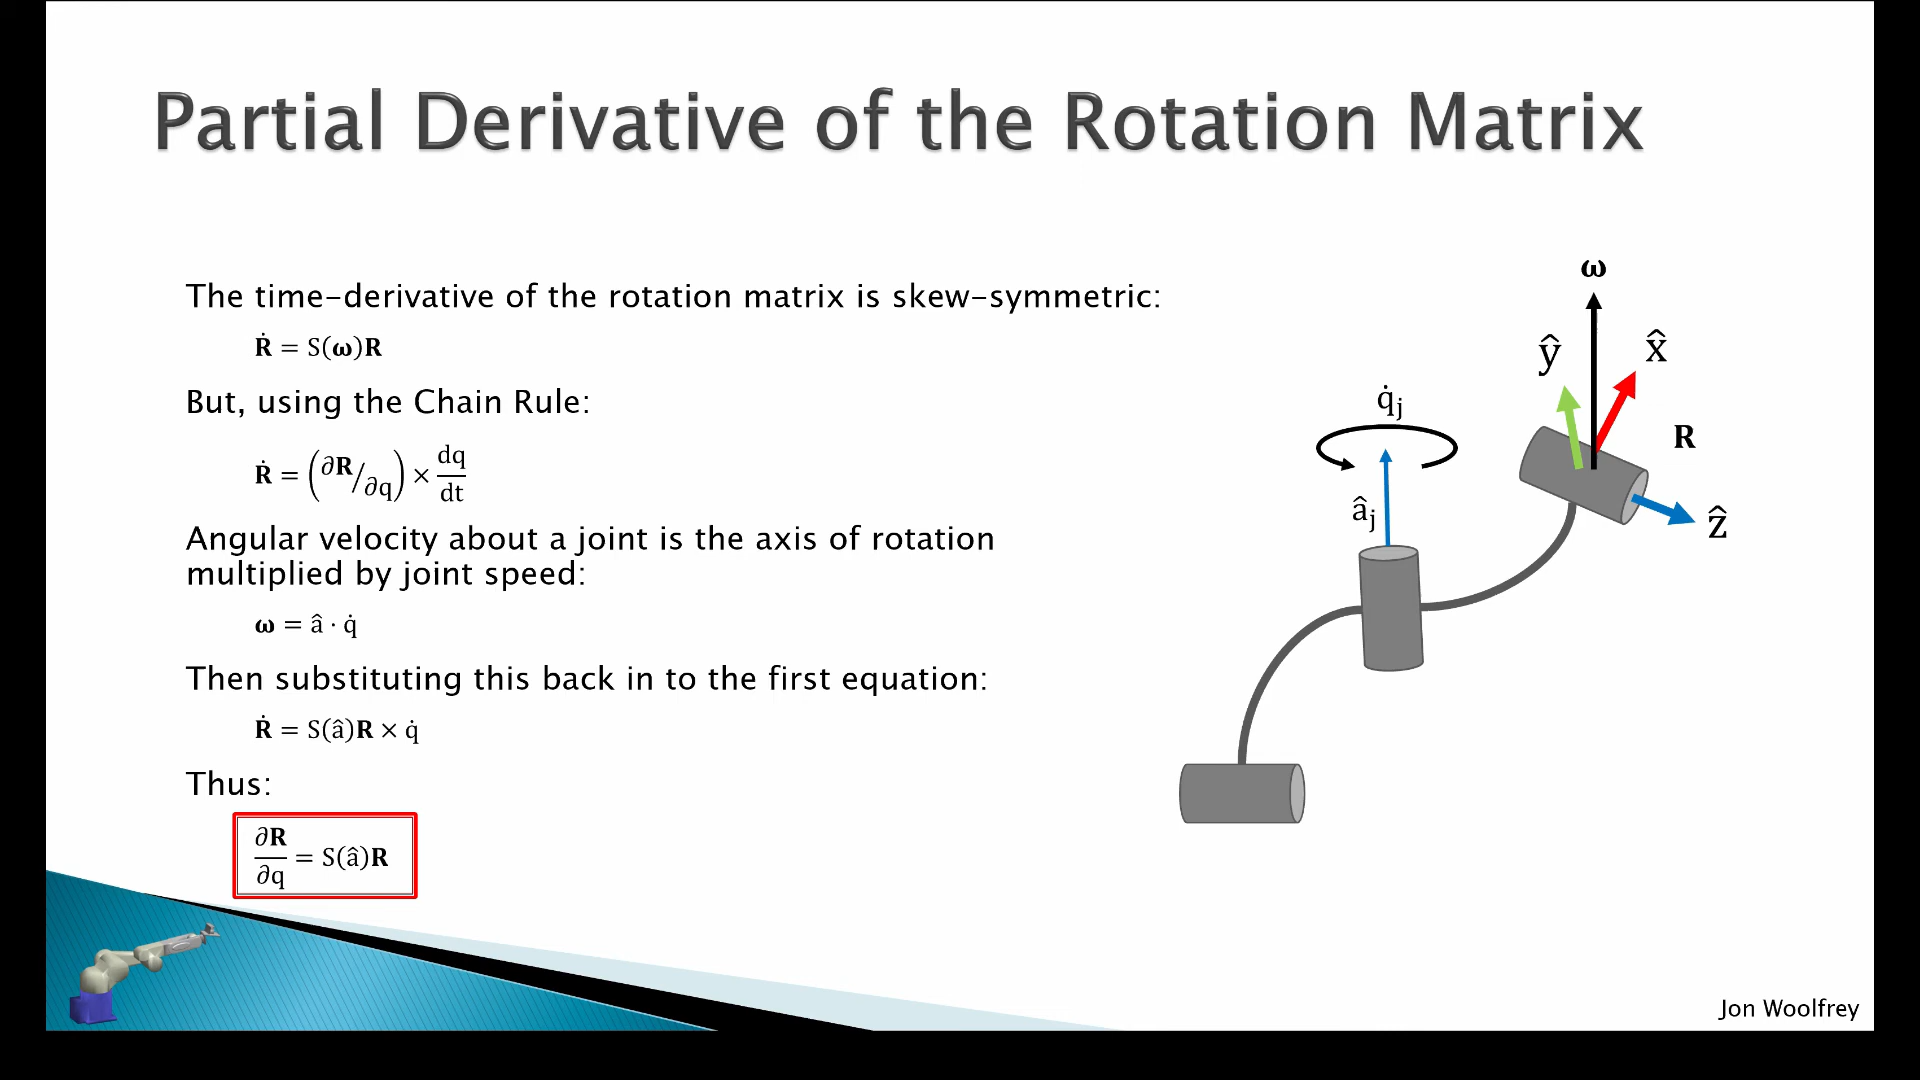 Partial Derivative of the Rotation Matrix
The time-derivative of the rotation matrix is skew-symmetric:
Ṙ = S(ω)R
But, using the Chain Rule:
Ṙ = (∂R/∂q) × dq/dt
Angular velocity about a joint is the axis of rotation
multiplied by joint speed:
ω = â · q̇
Then substituting this back in to the first equation:
Ṙ = S(â)R × q̇
Thus:
∂R/∂q = S(â)R
ω
ŷ
x̂
q̇ⱼ
R
âⱼ
ẑ
Jon Woolfrey